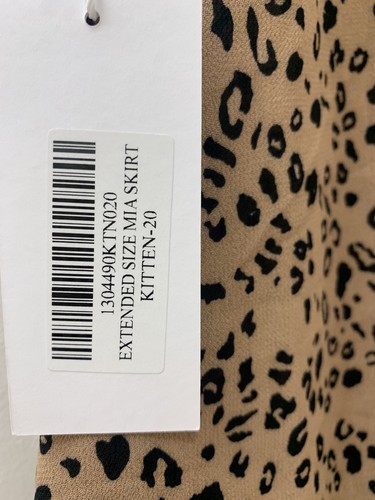 1304490KTN020
EXTENDED SIZE MIA SKIRT
KITTEN-20